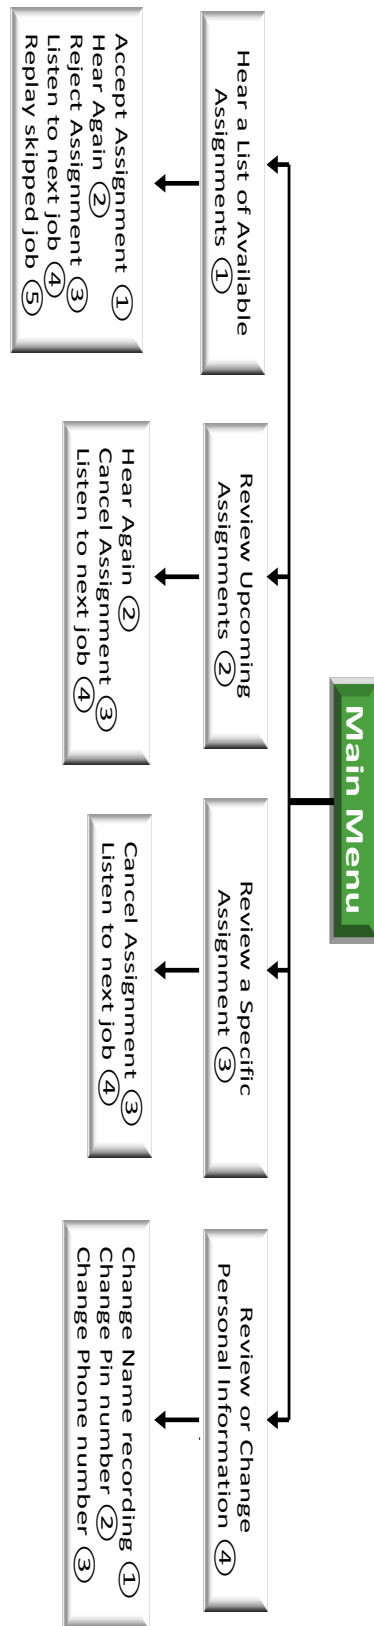 Main Menu
Hear a List of Available
Assignments ①
Accept Assignment ①
Hear Again ②
Reject Assignment ③
Listen to next job ④
Replay skipped job ⑤
Review Upcoming
Assignments ②
Hear Again ②
Cancel Assignment ③
Listen to next job ④
Review a Specific
Assignment ③
Cancel Assignment ③
Listen to next job ④
Review or Change
Personal Information ④
Change Name recording ①
Change Pin number ②
Change Phone number ③